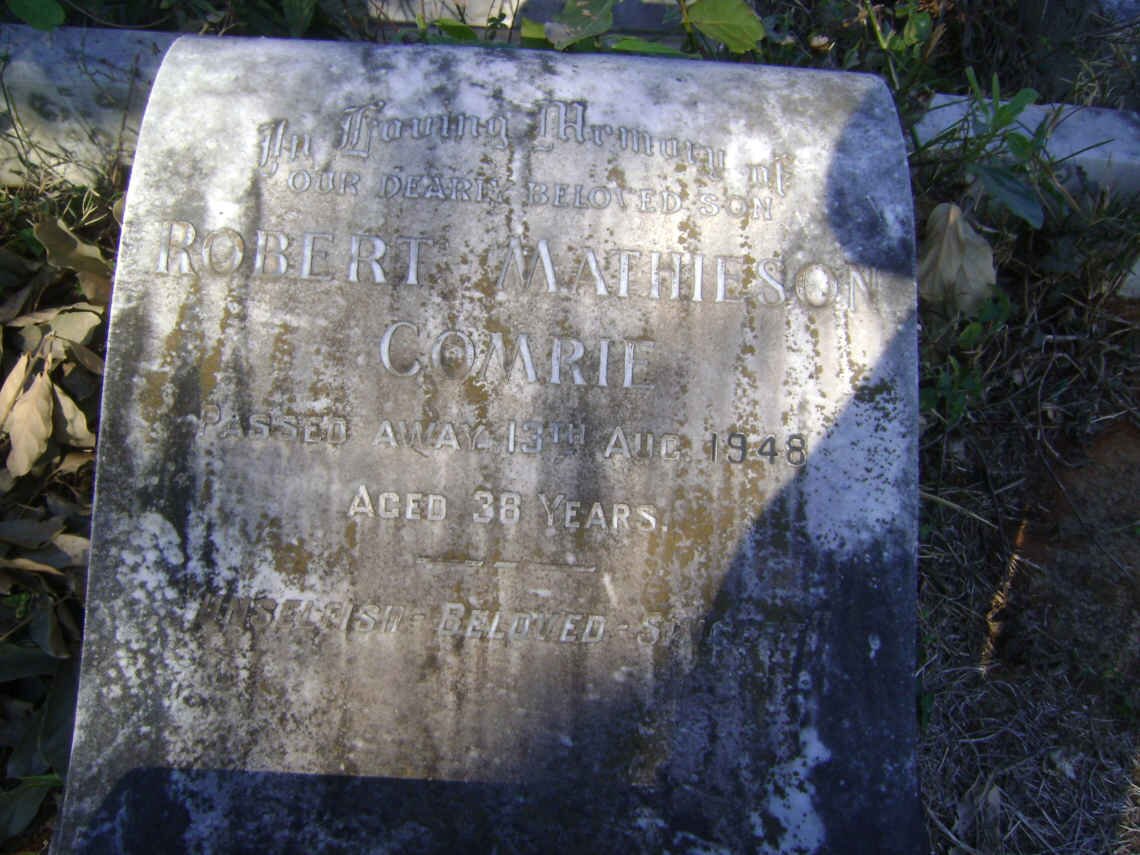 In Loving Memory of
OUR DEARLY BELOVED SON
ROBERT MATHIESON
COMRIE
PASSED AWAY 13TH AUG. 1948
AGED 38 YEARS.
UNSELFISH - BELOVED -